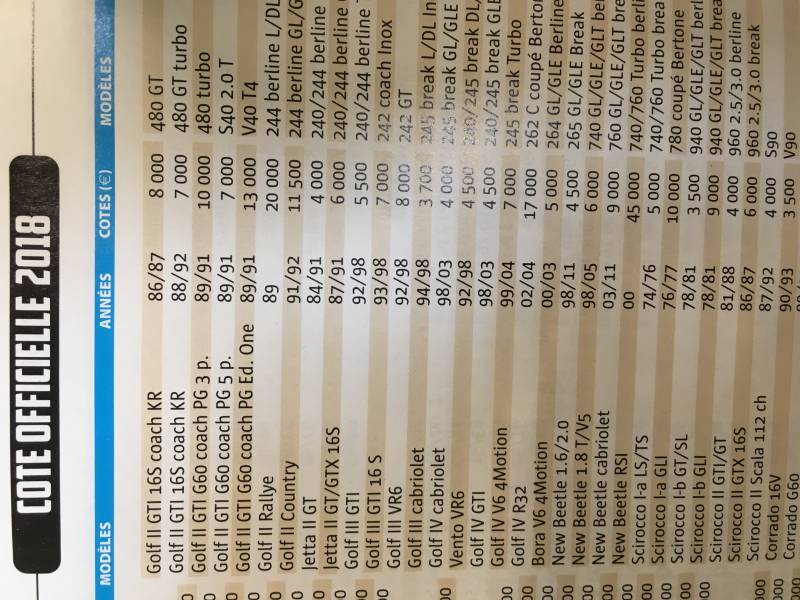 COTE OFFICIELLE 2018
MODÈLES ANNÉES COTES (€) MODÈLES
Golf II GTI 16S coach KR 86/87 8 000 480 GT
Golf II GTI 16S coach KR 88/92 7 000 480 GT turbo
Golf II GTI G60 coach PG 3 p. 89/91 10 000 480 turbo
Golf II GTI G60 coach PG 5 p. 89/91 7 000 S40 2.0 T
Golf II GTI G60 coach PG Ed. One 89/91 13 000 V40 T4
Golf II Rallye 89 20 000 244 berline L/DL
Golf II Country 91/92 11 500 244 berline GL/G
Jetta II GT 84/91 4 000 240/244 berline
Jetta II GT/GTX 16S 87/91 6 000 240/244 berline
Golf III GTI 92/98 5 500 240/244 berline
Golf III GTI 16 S 93/98 7 000 242 coach Inox
Golf III VR6 92/98 8 000 242 GT
Golf III cabriolet 94/98 3 700 245 break L/DL In
Golf IV cabriolet 98/03 4 000 245 break GL/GLE
Vento VR6 92/98 4 500 240/245 break DL/
Golf IV GTI 98/03 4 500 240/245 break GLE
Golf IV V6 4Motion 99/04 7 000 245 break Turbo
Golf IV R32 02/04 17 000 262 C coupé Berton
Bora V6 4Motion 00/03 5 000 264 GL/GLE Berline
New Beetle 1.6/2.0 98/11 4 500 265 GL/GLE Break
New Beetle 1.8 T/V5 98/05 6 000 740 GL/GLE/GLT berl
New Beetle cabriolet 03/11 9 000 760 GL/GLE/GLT brea
New Beetle RSI 00 45 000 740/760 Turbo berlin
Scirocco I-a LS/TS 74/76 5 000 740/760 Turbo brea
Scirocco I-a GLI 76/77 10 000 780 coupé Bertone
Scirocco I-b GT/SL 78/81 3 500 940 GL/GLE/GLT berl
Scirocco I-b GLI 78/81 9 000 940 GL/GLE/GLT brea
Scirocco II GTI/GT 81/88 4 000 960 2.5/3.0 berline
Scirocco II GTX 16S 86/87 6 000 960 2.5/3.0 break
Scirocco II Scala 112 ch 87/92 4 000 S90
Corrado 16V 90/93 3 500 V90
Corrado G60